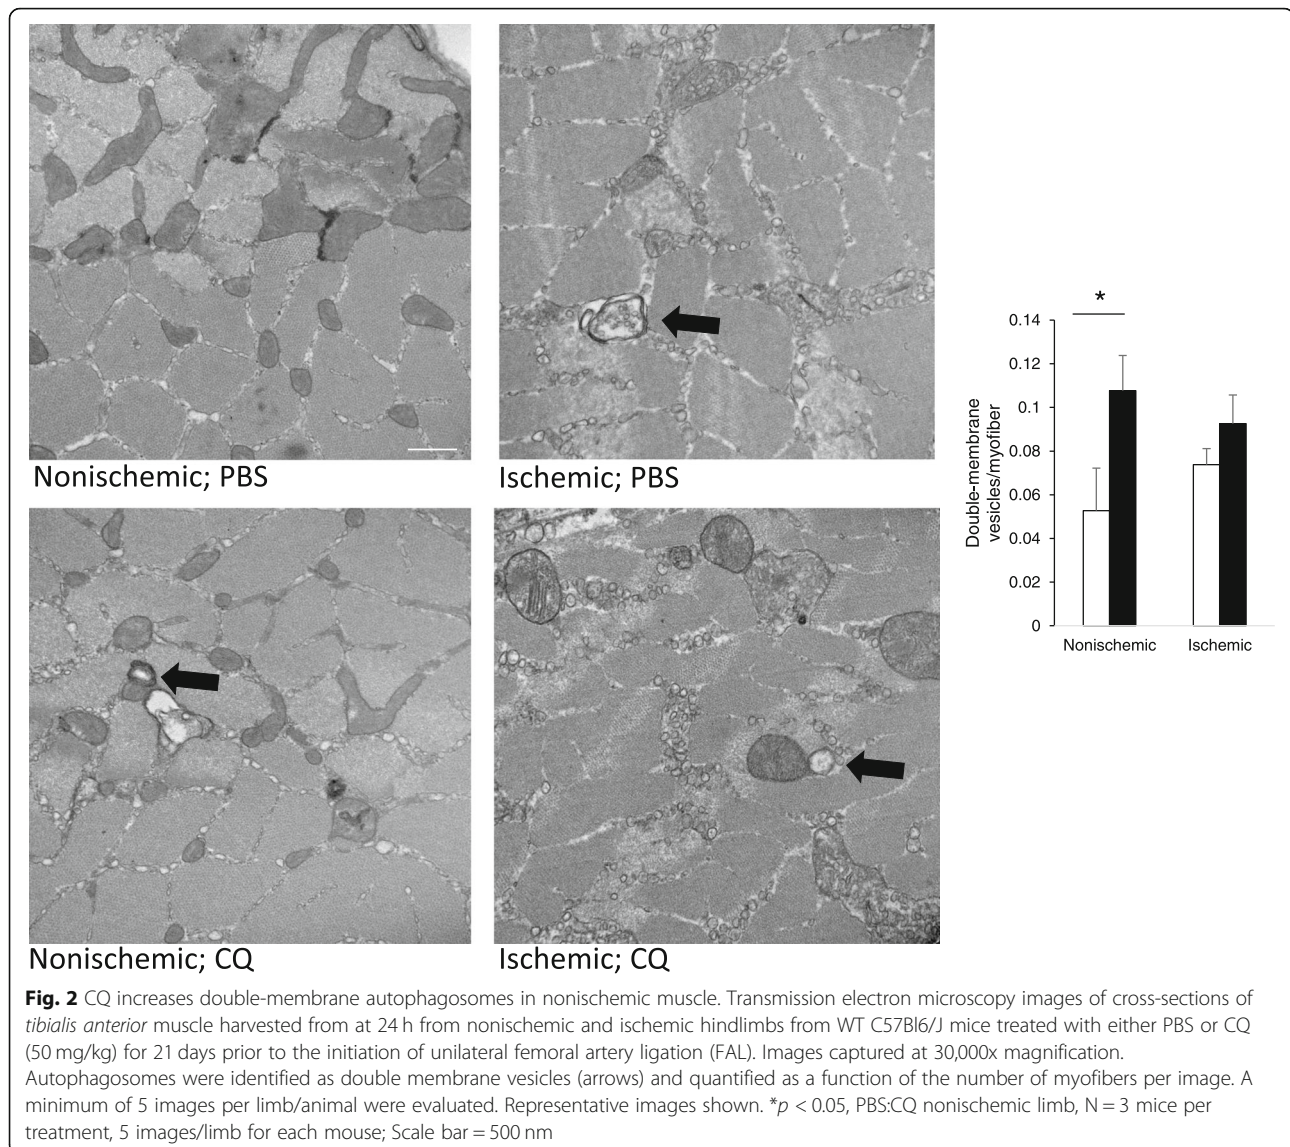 Nonischemic; PBS
Ischemic; PBS
Nonischemic; CQ
Ischemic; CQ
*
0.14
0.12
0.1
0.08
0.06
0.04
0.02
0
Double-membrane
vesicles/myofiber
Nonischemic
Ischemic
Fig. 2 CQ increases double-membrane autophagosomes in nonischemic muscle. Transmission electron microscopy images of cross-sections of
tibialis anterior muscle harvested from at 24 h from nonischemic and ischemic hindlimbs from WT C57Bl6/J mice treated with either PBS or CQ
(50 mg/kg) for 21 days prior to the initiation of unilateral femoral artery ligation (FAL). Images captured at 30,000x magnification.
Autophagosomes were identified as double membrane vesicles (arrows) and quantified as a function of the number of myofibers per image. A
minimum of 5 images per limb/animal were evaluated. Representative images shown. *p < 0.05, PBS:CQ nonischemic limb, N = 3 mice per
treatment, 5 images/limb for each mouse; Scale bar = 500 nm